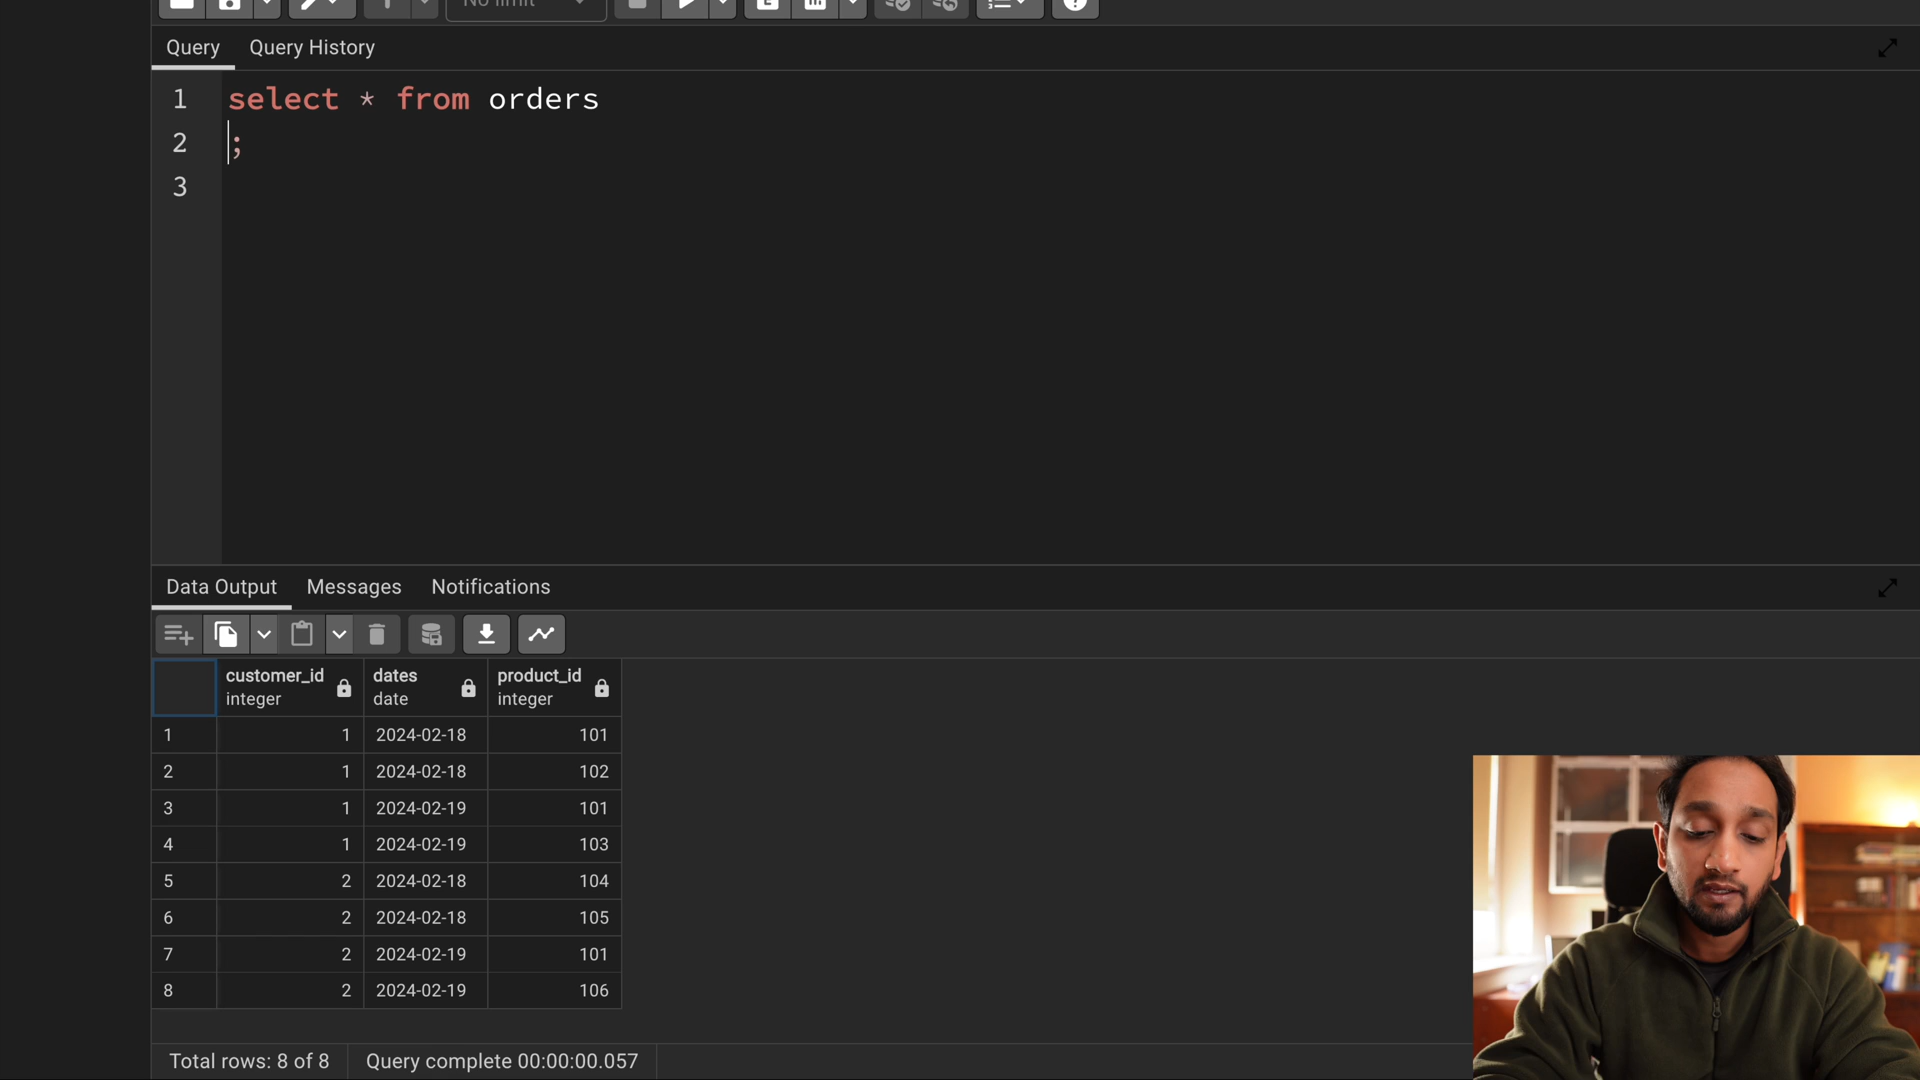 No limit
Query Query History
1 select * from orders
2 ;
3
Data Output Messages Notifications
customer_id dates product_id
integer date integer
1 1 2024-02-18 101
2 1 2024-02-18 102
3 1 2024-02-19 101
4 1 2024-02-19 103
5 2 2024-02-18 104
6 2 2024-02-18 105
7 2 2024-02-19 101
8 2 2024-02-19 106
Total rows: 8 of 8 Query complete 00:00:00.057